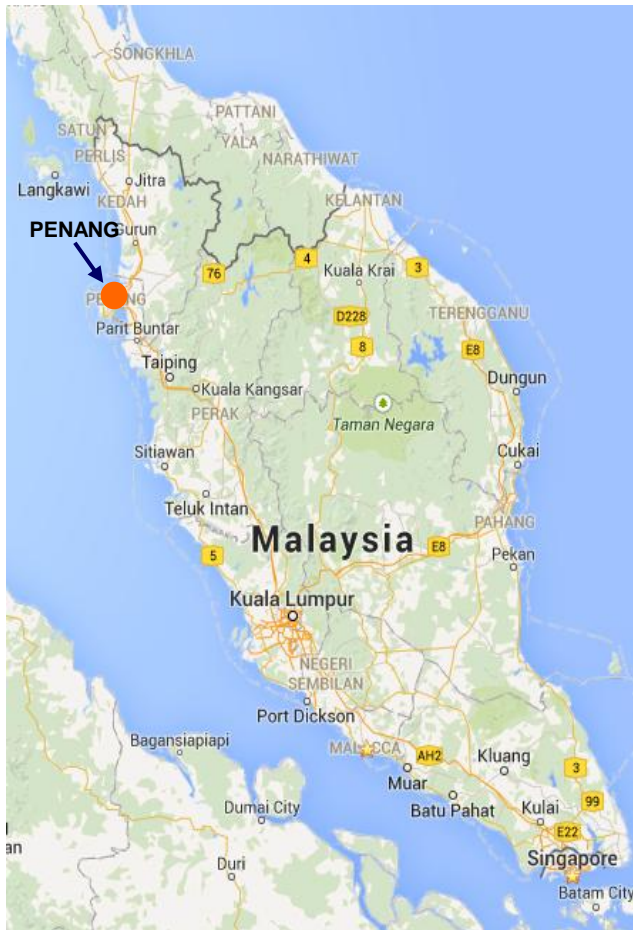 SONGKHLA
PATTANI
SATUN
YALA
PERLIS
NARATHIWAT
Jitra
Langkawi
KEDAH
KELANTAN
PENANG
Gurun
4
76
Kuala Krai
3
Parit Buntar
D228
TERENGGANU
8
E8
Taiping
Dungun
Kuala Kangsar
PERAK
Taman Negara
Sitiawan
Cukai
Teluk Intan
PAHANG
Malaysia
E8
5
Pekan
Kuala Lumpur
NEGERI
SEMBILAN
Port Dickson
Bagansiapiapi
AH2
Kluang
3
Muar
99
Dumai City
Batu Pahat
Kulai
E22
an
Duri
Singapore
Batam City